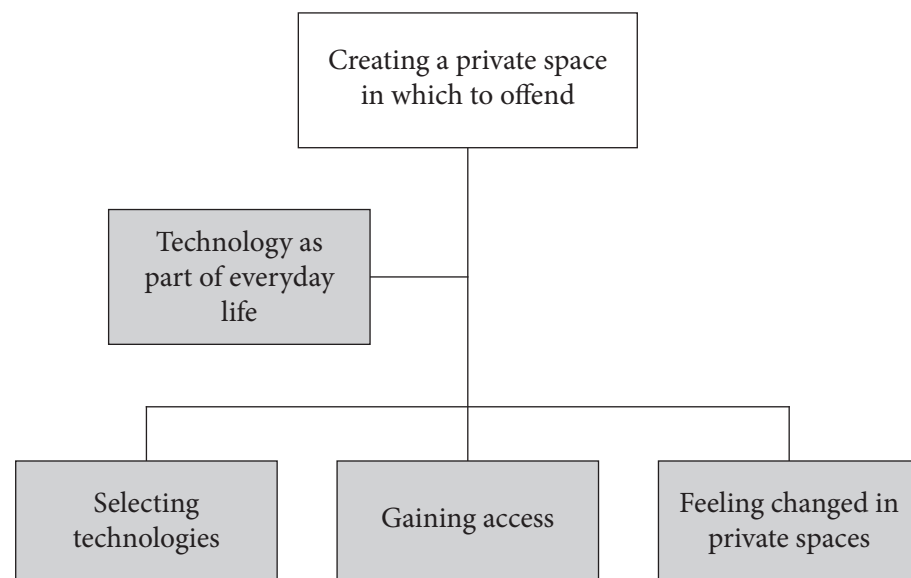 Creating a private space
in which to offend
Technology as
part of everyday
life
Selecting
technologies
Gaining access
Feeling changed in
private spaces